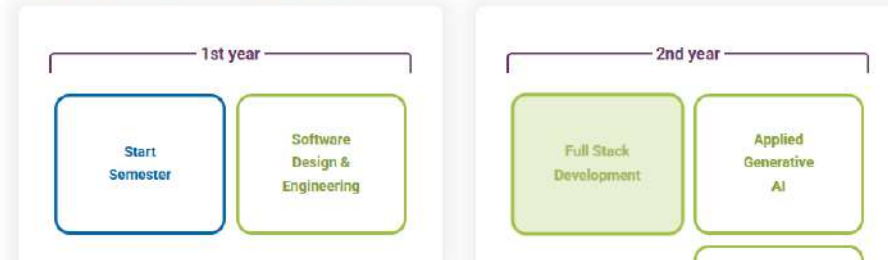 1st year
Start
Semester
Software
Design &
Engineering
2nd year
Full Stack
Development
Applied
Generative
AI